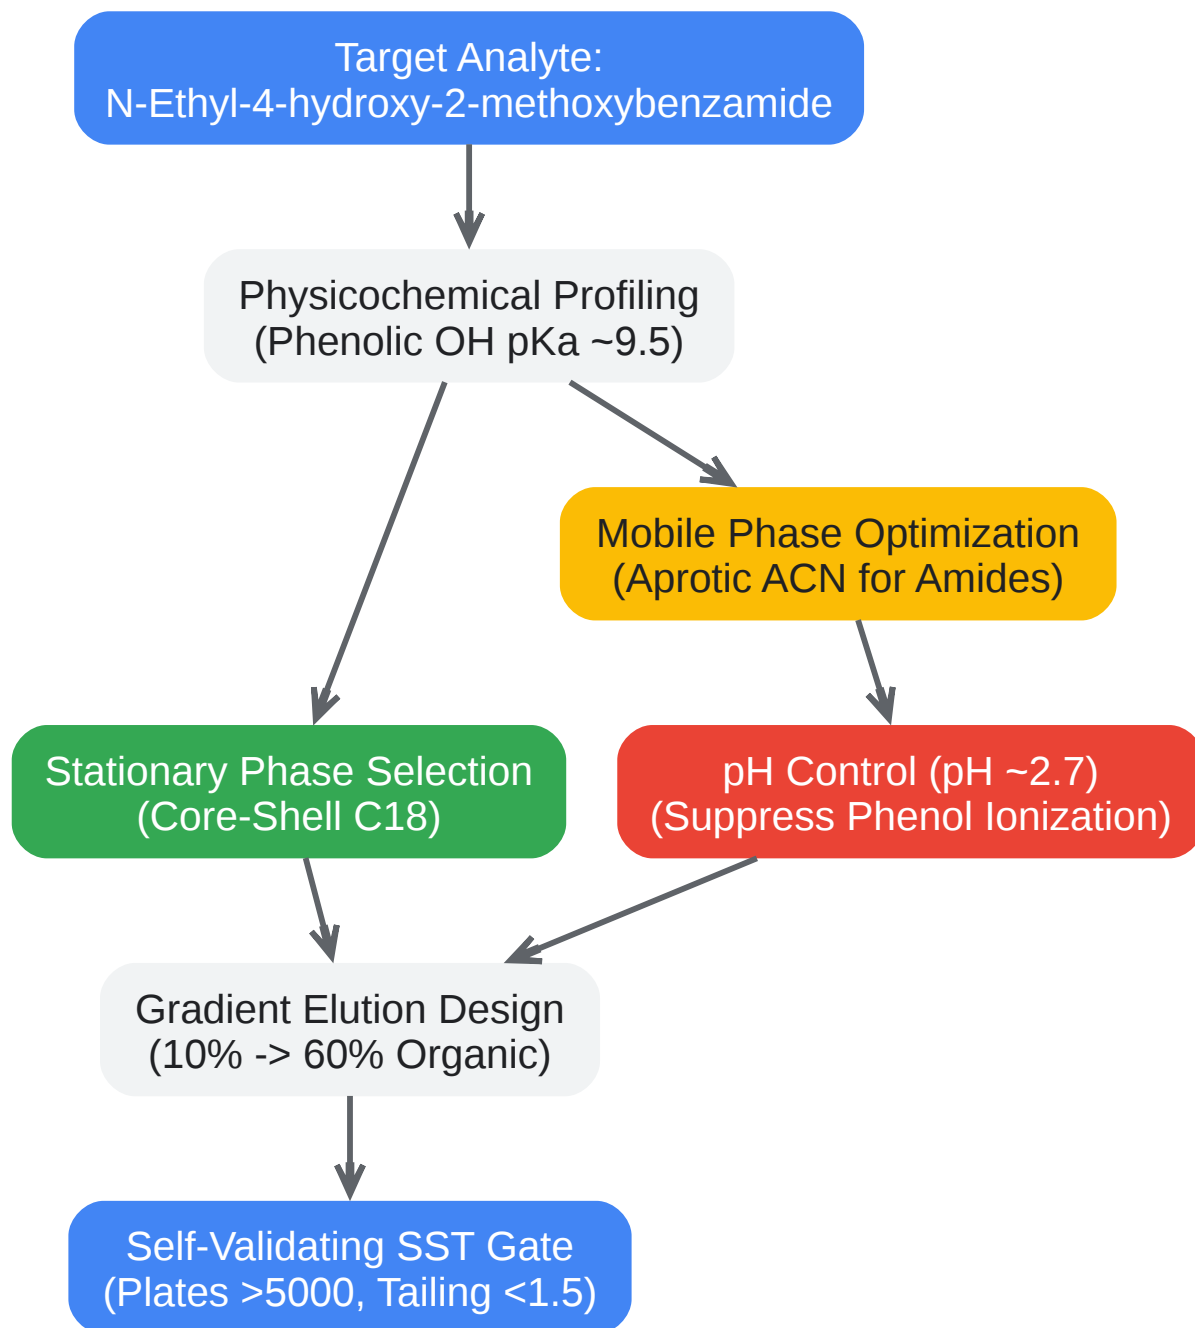 Target Analyte:
N-Ethyl-4-hydroxy-2-methoxybenzamide
Physicochemical Profiling
(Phenolic OH pKa ~9.5)
Mobile Phase Optimization
(Aprotic ACN for Amides)
Stationary Phase Selection
(Core-Shell C18)
pH Control (pH ~2.7)
(Suppress Phenol Ionization)
Gradient Elution Design
(10% -> 60% Organic)
Self-Validating SST Gate
(Plates >5000, Tailing <1.5)